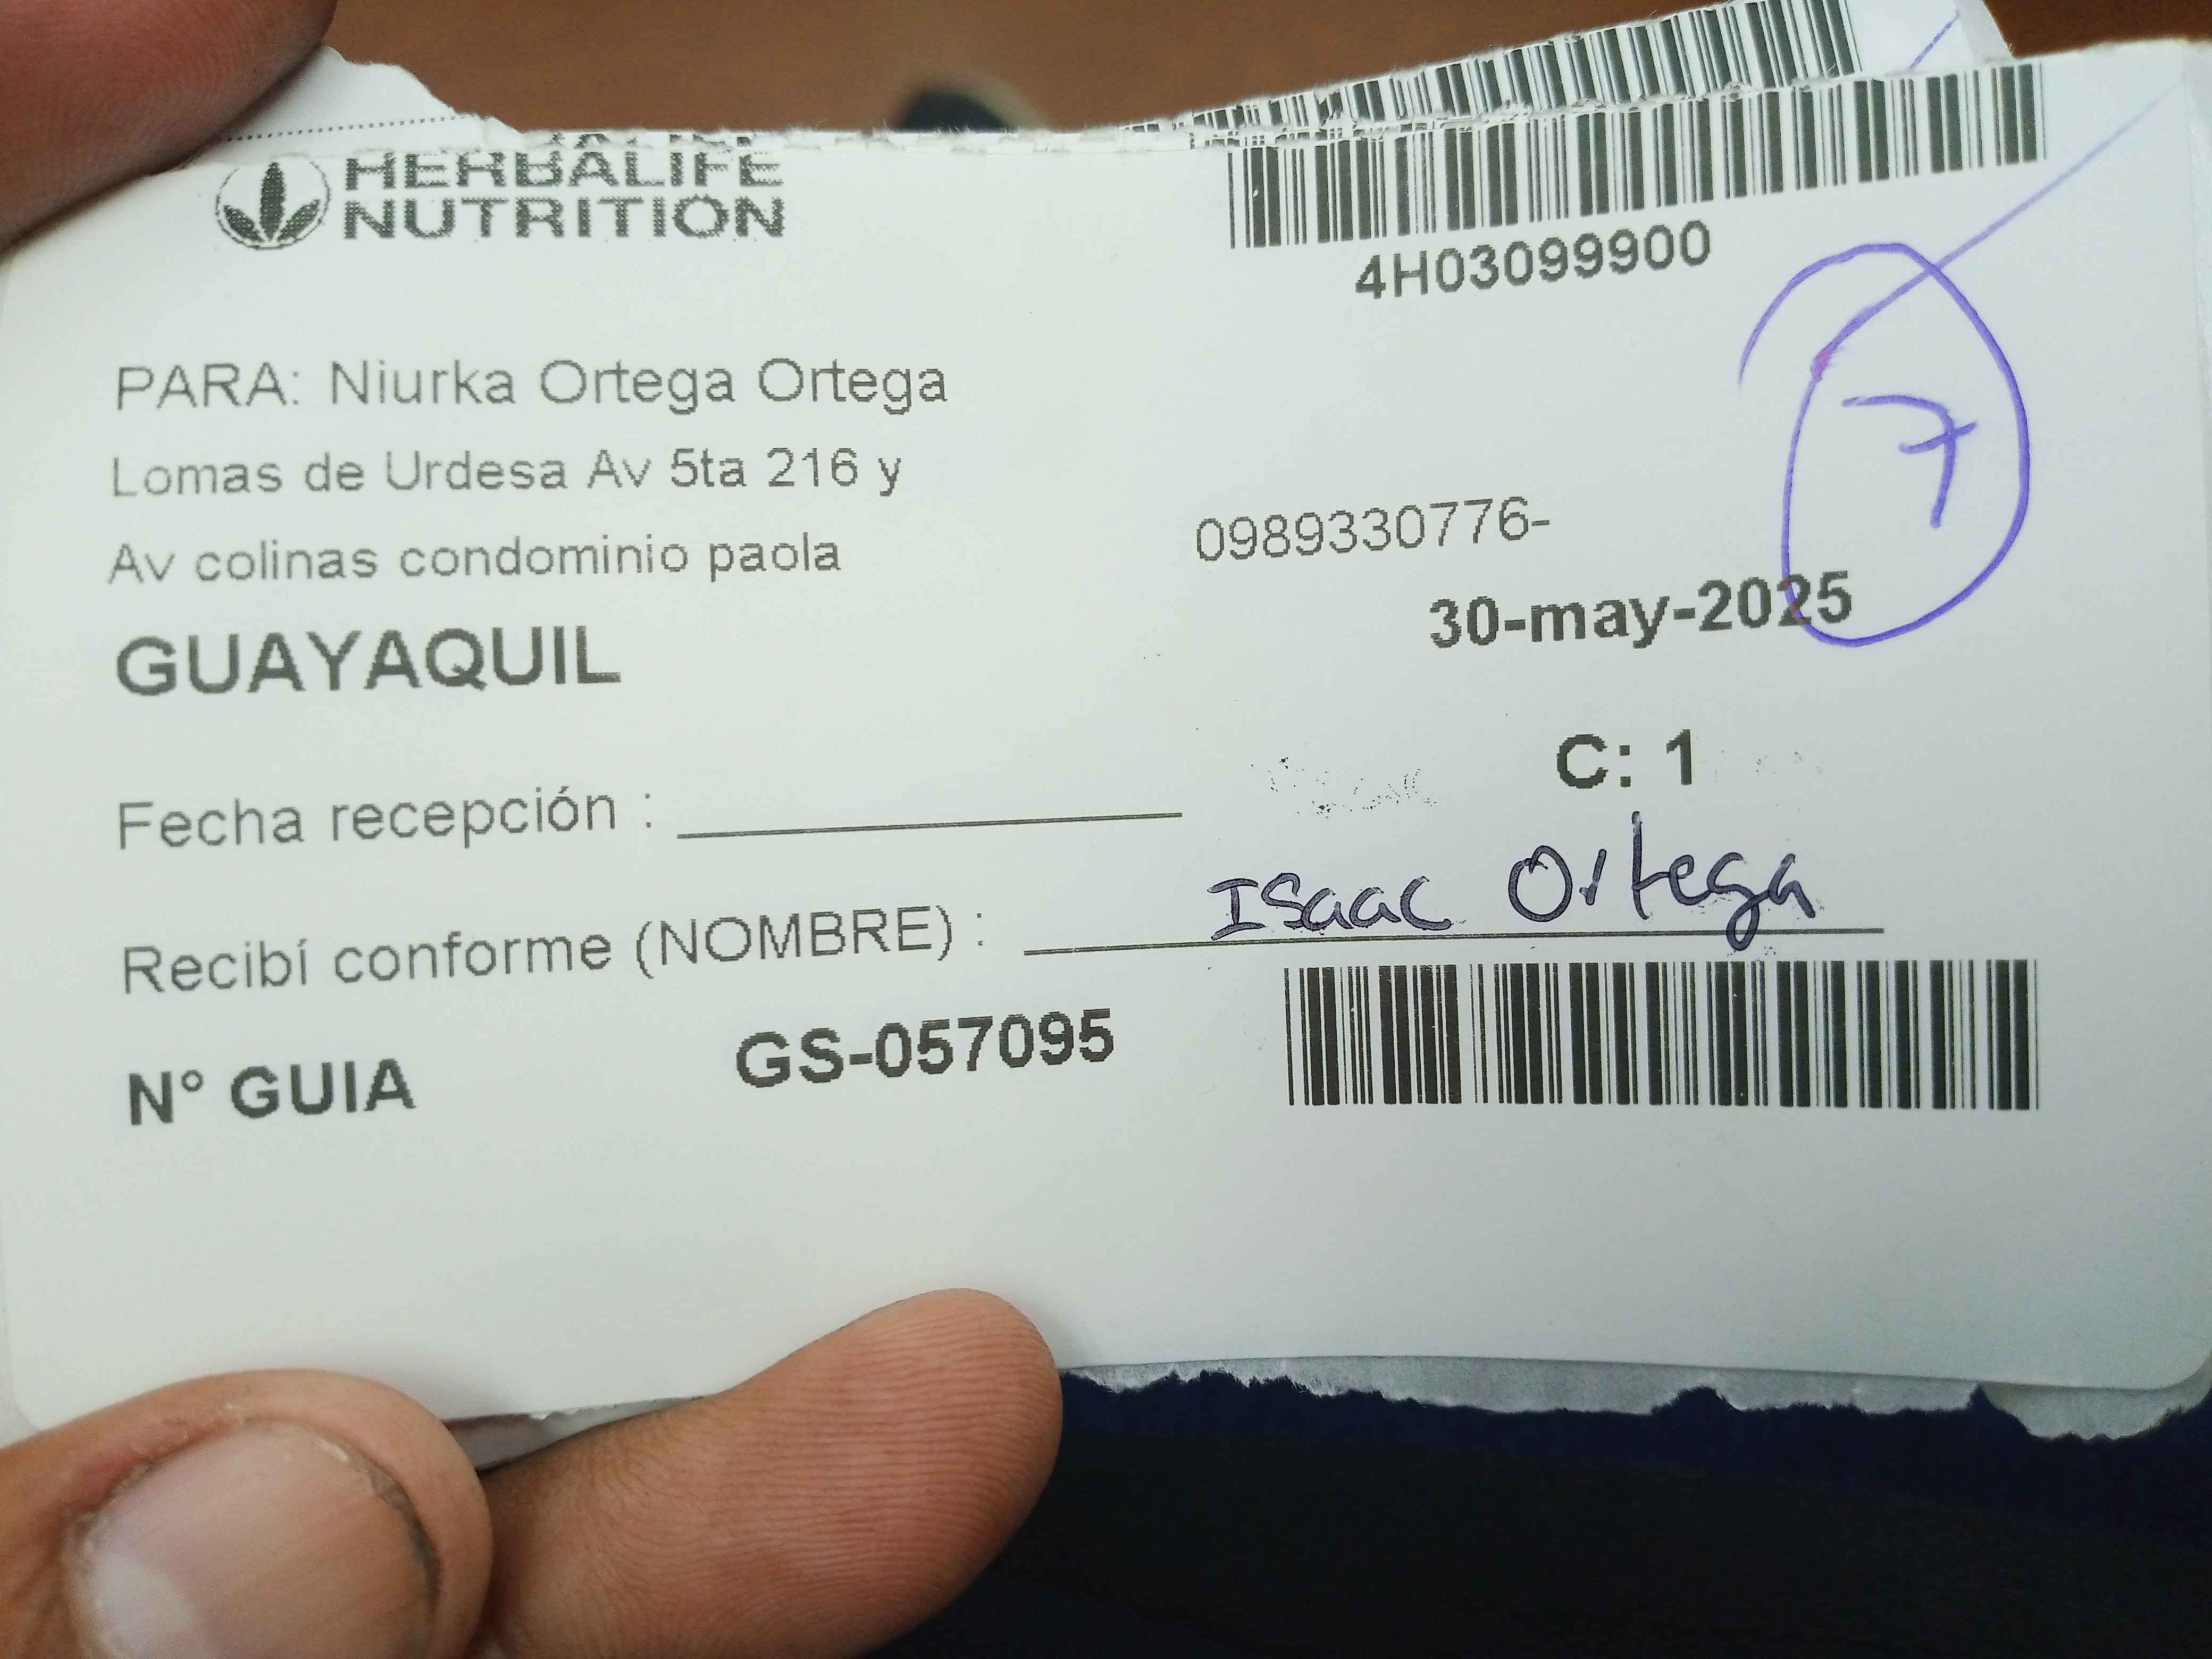 HERBALIFE
NUTRITION
4H03099900
PARA: Niurka Ortega Ortega
Lomas de Urdesa Av 5ta 216 y
Av colinas condominio paola
0989330776-
7
GUAYAQUIL
30-may-2025
C: 1
Fecha recepción :
Recibí conforme (NOMBRE) : Isaac Ortega
N° GUIA GS-057095